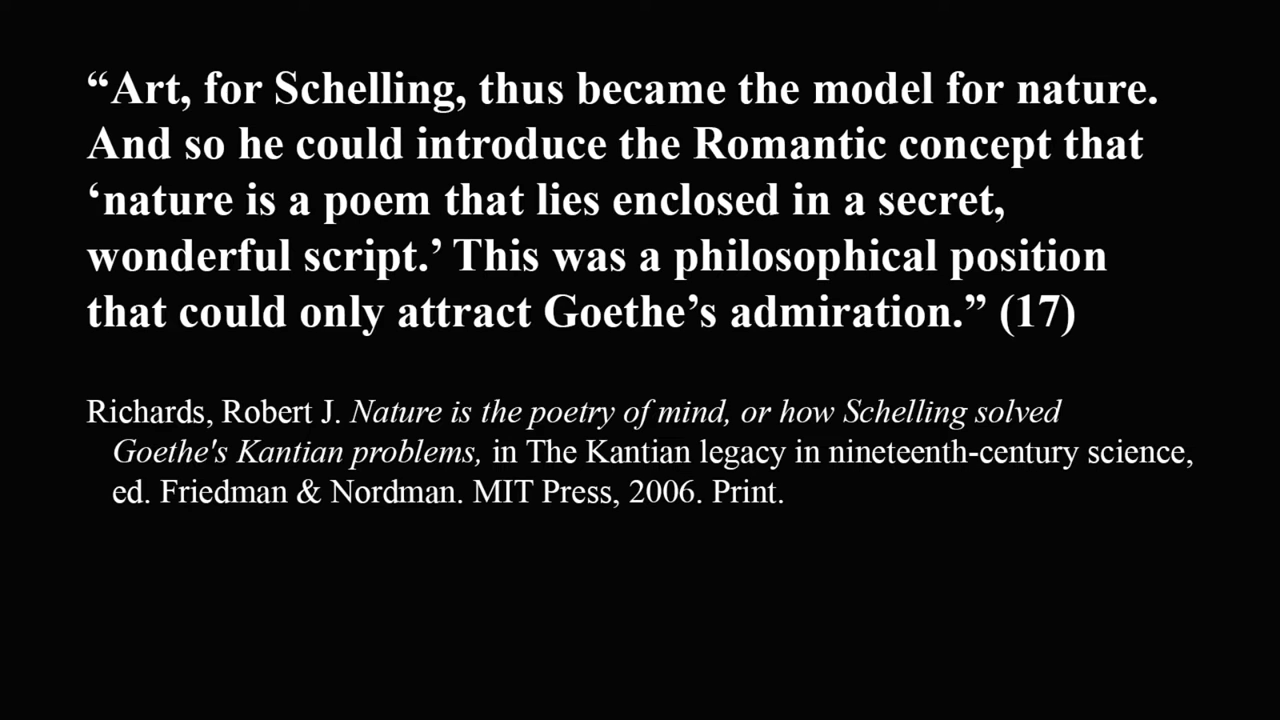 “Art, for Schelling, thus became the model for nature.
And so he could introduce the Romantic concept that
‘nature is a poem that lies enclosed in a secret,
wonderful script.’ This was a philosophical position
that could only attract Goethe’s admiration.” (17)
Richards, Robert J. Nature is the poetry of mind, or how Schelling solved
Goethe's Kantian problems, in The Kantian legacy in nineteenth-century science,
ed. Friedman & Nordman. MIT Press, 2006. Print.